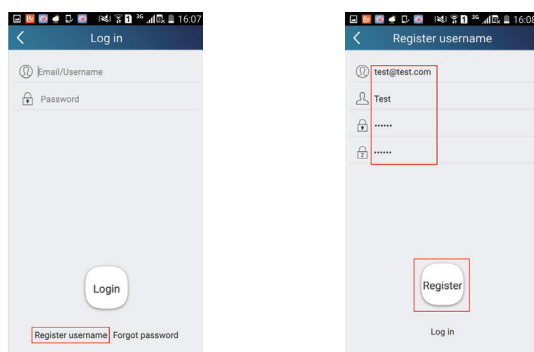 16:07
Log in
Email/Username
Password
Login
Register username Forgot password
16:08
Register username
test@test.com
Test
••••••
••••••
Register
Log in